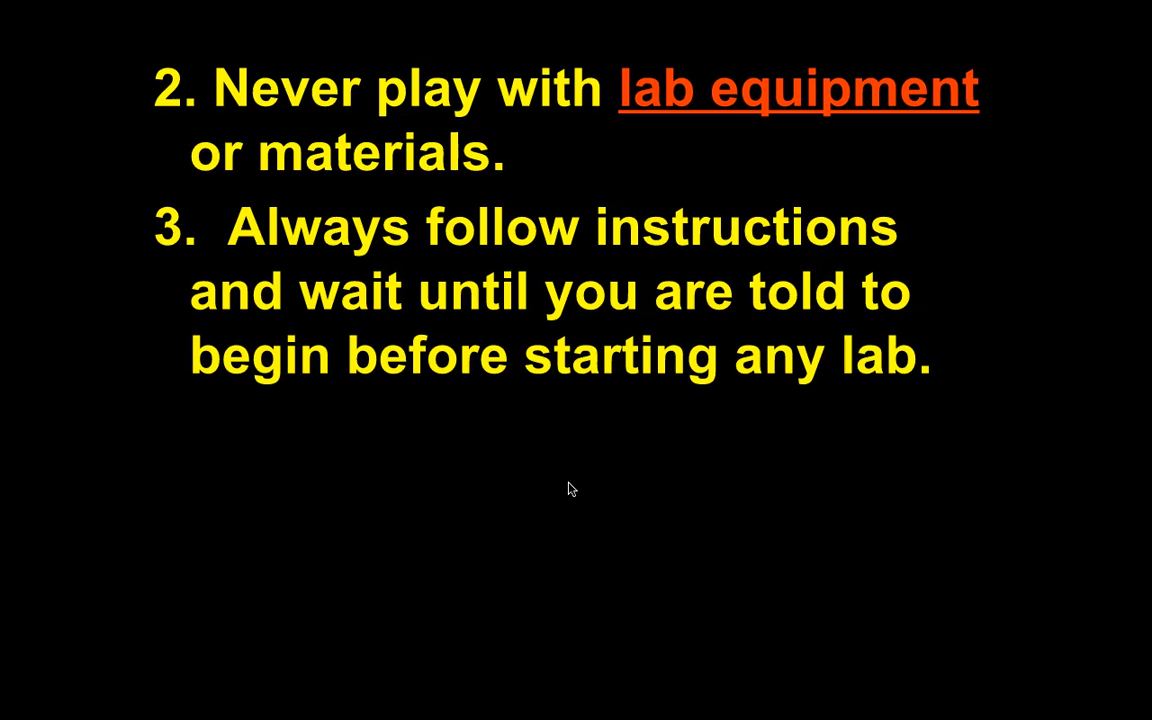 2. Never play with lab equipment
or materials.
3. Always follow instructions
and wait until you are told to
begin before starting any lab.